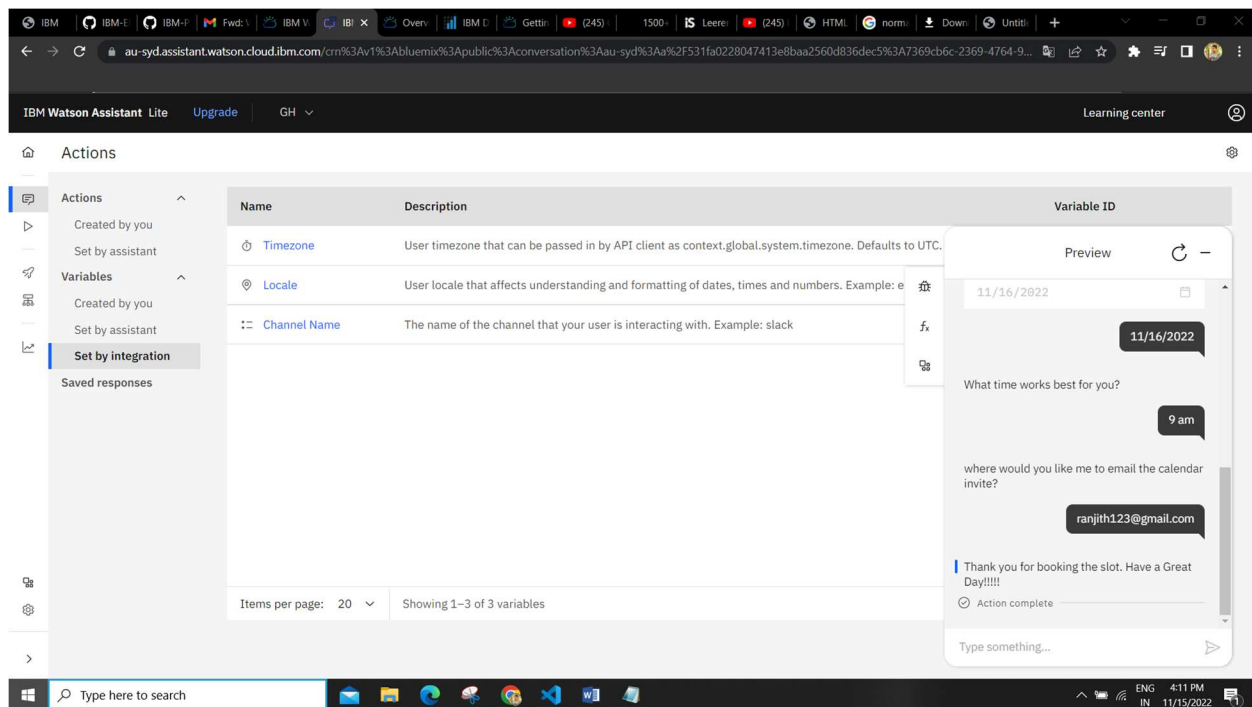 IBM
IBM-E
IBM-P
Fwd:
IBM W
IBI
Overv
IBM D
Gettin
(245)
1500+
Leerec
(245)
HTML
norma
Down
Untitl
au-syd.assistant.watson.cloud.ibm.com/crn%3Av1%3Abluemix%3Apublic%3Aconversation%3Aau-syd%3Aa%2F531fa0228047413e8baa2560d836dec5%3A7369cb6c-2369-4764-9...
IBM Watson Assistant Lite Upgrade GH Learning center
Actions
Actions
Created by you
Set by assistant
Variables
Created by you
Set by assistant
Set by integration
Saved responses
Name Description Variable ID
Timezone User timezone that can be passed in by API client as context.global.system.timezone. Defaults to UTC.
Locale User locale that affects understanding and formatting of dates, times and numbers. Example: e
Channel Name The name of the channel that your user is interacting with. Example: slack
Items per page: 20 Showing 1–3 of 3 variables
Preview
11/16/2022
11/16/2022
What time works best for you?
9 am
where would you like me to email the calendar
invite?
ranjith123@gmail.com
Thank you for booking the slot. Have a Great
Day!!!!!
Action complete
Type something...
Type here to search
ENG
IN
4:11 PM
11/15/2022
1